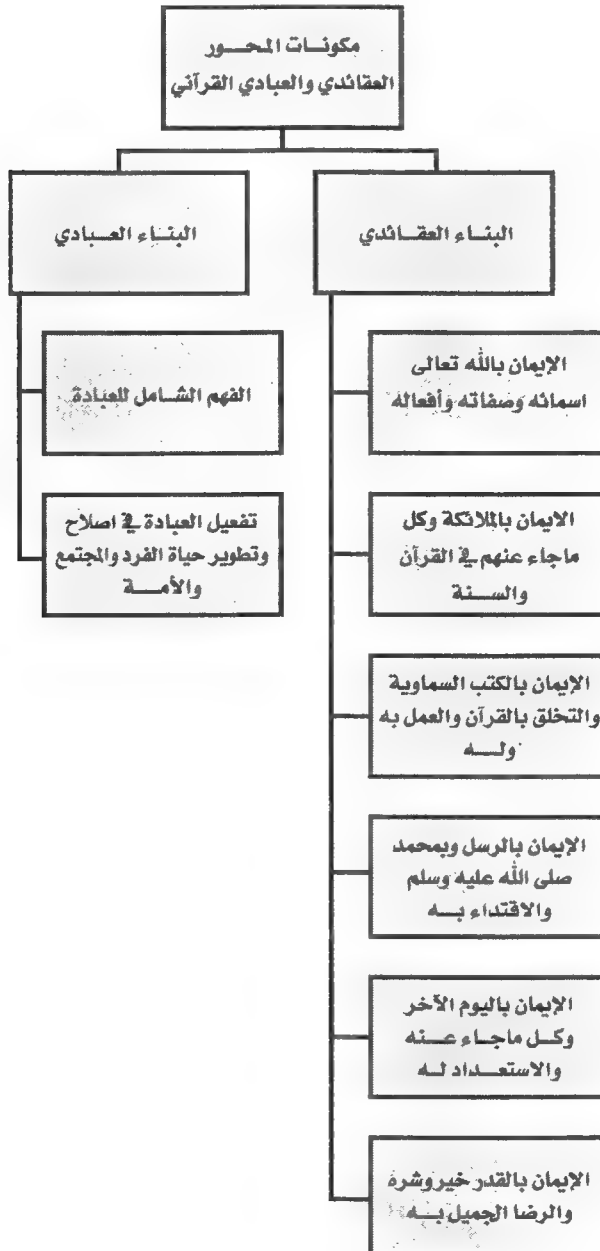 مكونات المحور
العقائدي والعبادي القرآني
البناء العقائدي
البناء العبادي
الإيمان بالله تعالى
اسمائه وصفاته وأفعاله
الفهم الشامل للعبادة
الايمان بالملائكة وكل
ماجاء عنهم في القرآن
والسنة
تفعيل العبادة في اصلاح
وتطوير حياة الفرد والمجتمع
والأمة
الإيمان بالكتب السماوية
والتخلق بالقرآن والعمل به
وله
الإيمان بالرسل وبمحمد
صلى الله عليه وسلم
والاقتداء به
الإيمان باليوم الآخر
وكل ماجاء عنه
والاستعداد له
الإيمان بالقدر خيروشره
والرضا الجميل به